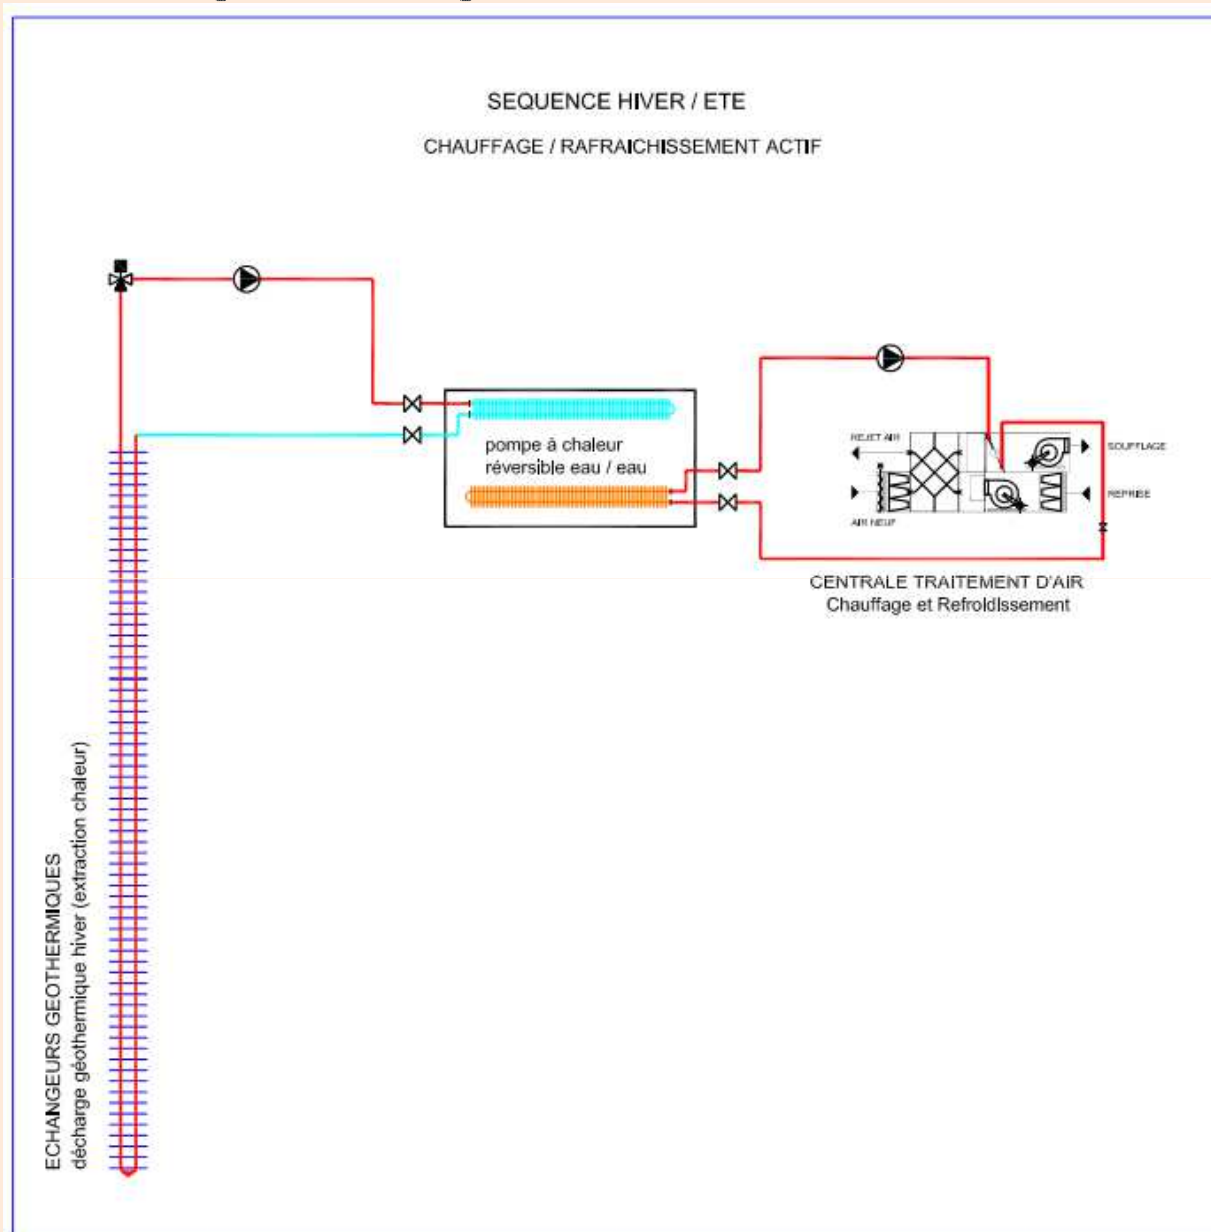 SEQUENCE HIVER / ETE
CHAUFFAGE / RAFRAICHISSEMENT ACTIF
pompe à chaleur
réversible eau / eau
REJET AIR
SOUFFLAGE
REPRISE
AIR NEUF
CENTRALE TRAITEMENT D'AIR
Chauffage et Refroidissement
ECHANGEURS GEOTHERMIQUES
décharge géothermique hiver (extraction chaleur)